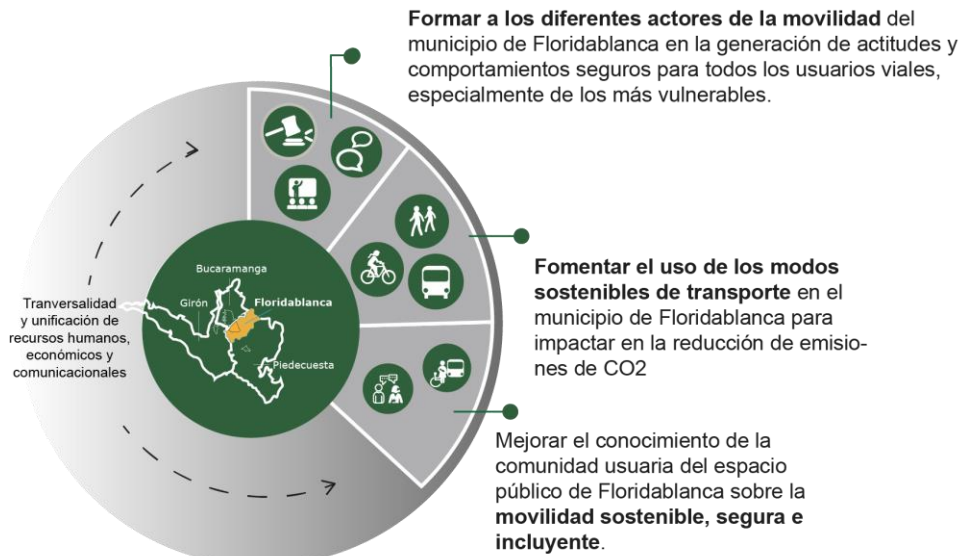 Formar a los diferentes actores de la movilidad del
municipio de Floridablanca en la generación de actitudes y
comportamientos seguros para todos los usuarios viales,
especialmente de los más vulnerables.
Bucaramanga
Girón
Floridablanca
Piedecuesta
Tranversalidad
y unificación de
recursos humanos,
económicos y
comunicacionales
Fomentar el uso de los modos
sostenibles de transporte en el
municipio de Floridablanca para
impactar en la reducción de emisio-
nes de CO2
Mejorar el conocimiento de la
comunidad usuaria del espacio
público de Floridablanca sobre la
movilidad sostenible, segura e
incluyente.